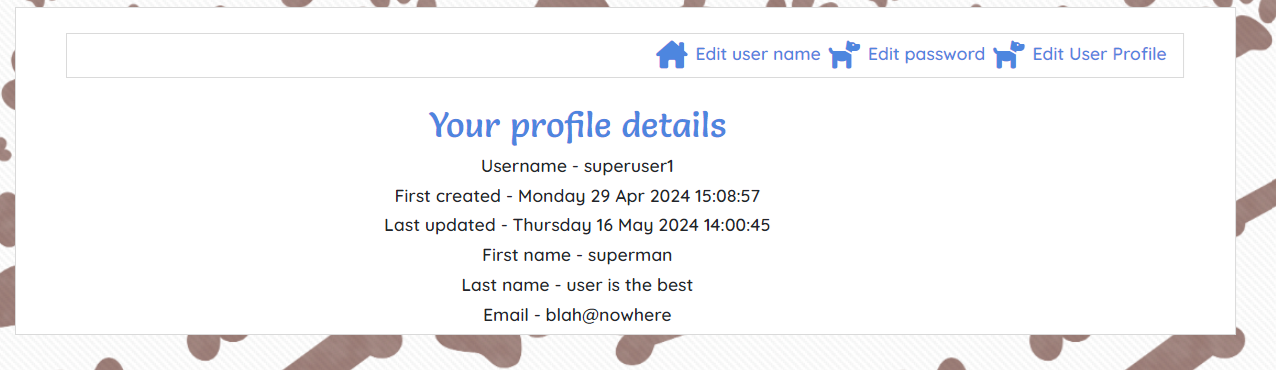 Edit user name Edit password Edit User Profile
Your profile details
Username - superuser1
First created - Monday 29 Apr 2024 15:08:57
Last updated - Thursday 16 May 2024 14:00:45
First name - superman
Last name - user is the best
Email - blah@nowhere